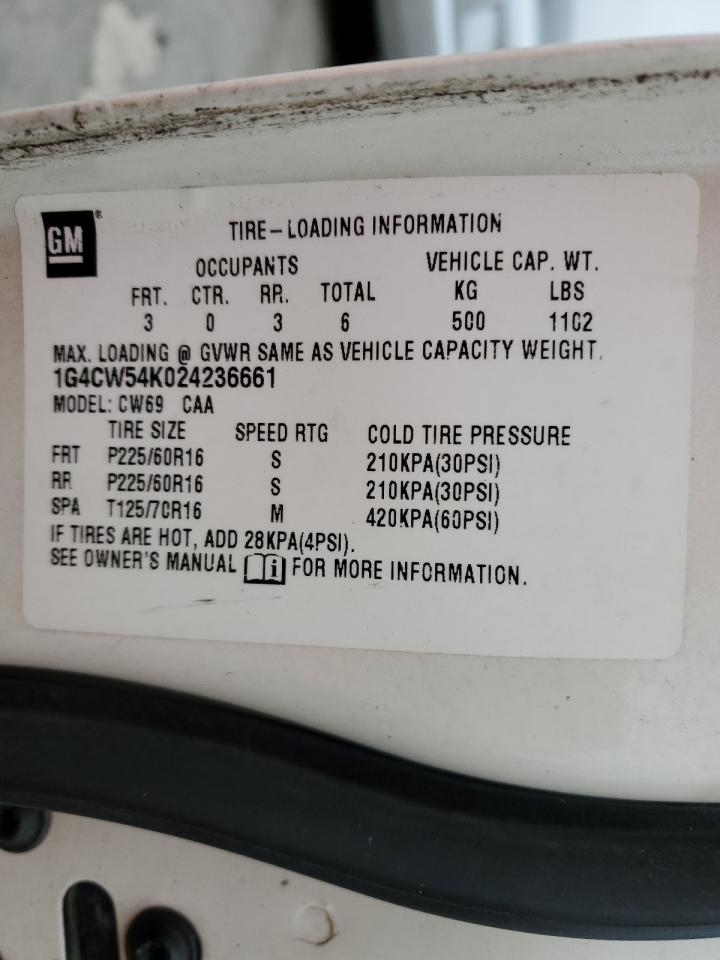 GM
TIRE-LOADING INFORMATION
OCCUPANTS VEHICLE CAP. WT.
FRT. CTR. RR. TOTAL KG LBS
3 0 3 6 500 1102
MAX. LOADING @ GVWR SAME AS VEHICLE CAPACITY WEIGHT.
1G4CW54K024236661
MODEL: CW69 CAA
TIRE SIZE SPEED RTG COLD TIRE PRESSURE
FRT P225/60R16 S 210KPA(30PSI)
RR P225/60R16 S 210KPA(30PSI)
SPA T125/70R16 M 420KPA(60PSI)
IF TIRES ARE HOT, ADD 28KPA(4PSI).
SEE OWNER'S MANUAL i FOR MORE INFORMATION.